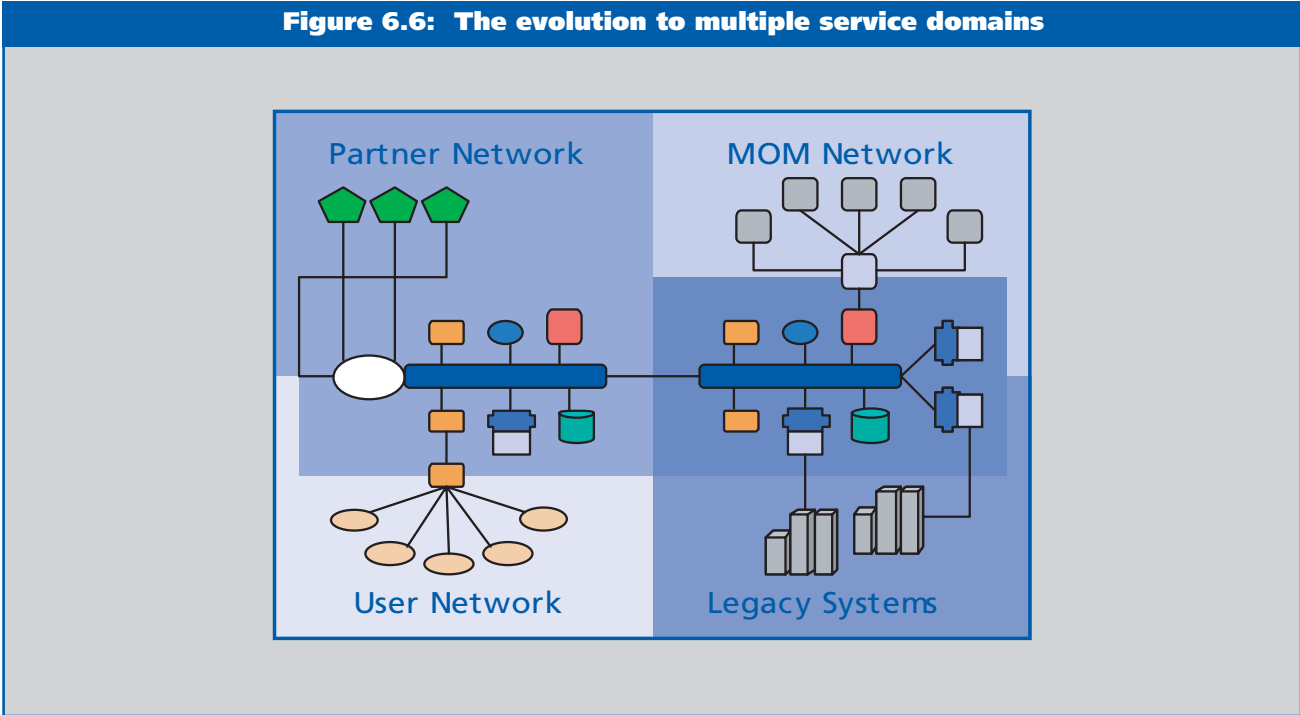 Figure 6.6: The evolution to multiple service domains
Partner Network
MOM Network
User Network
Legacy Systems